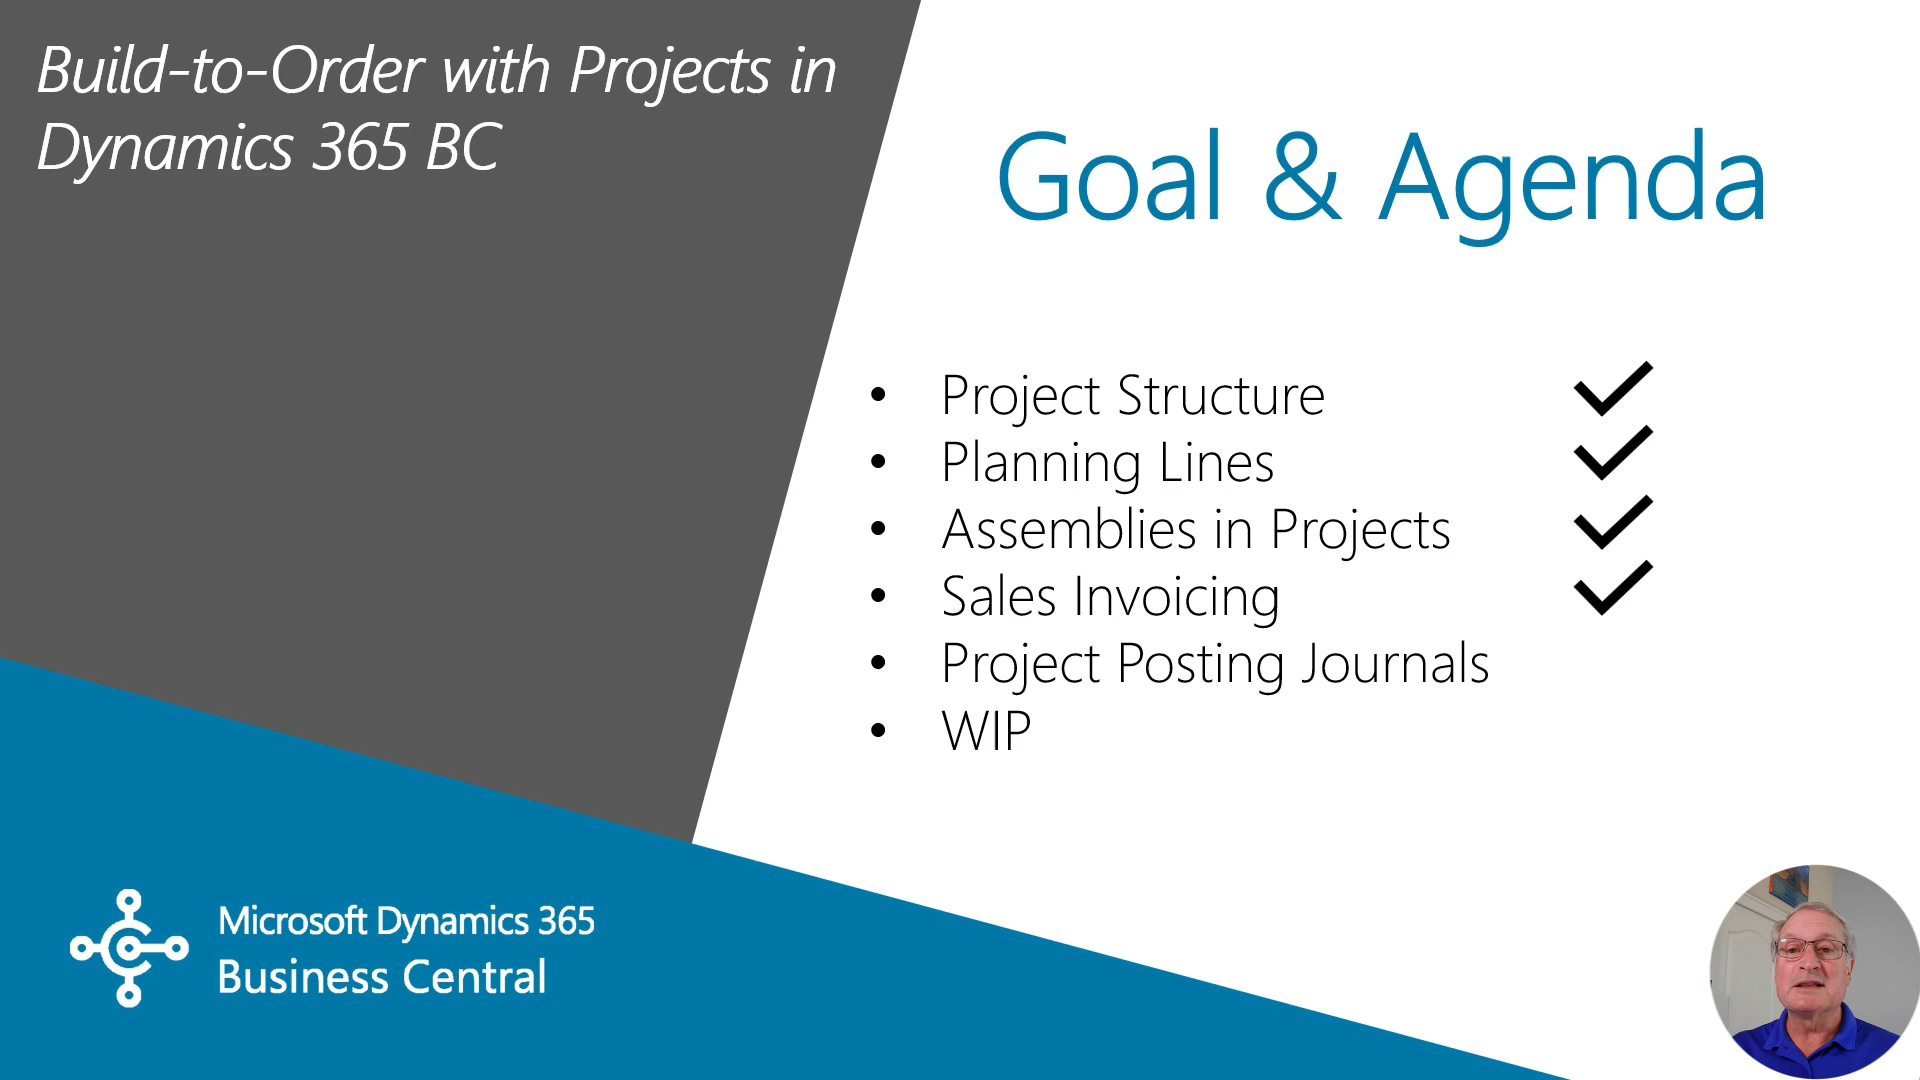 Build-to-Order with Projects in
Dynamics 365 BC
Goal & Agenda
• Project Structure
• Planning Lines
• Assemblies in Projects
• Sales Invoicing
• Project Posting Journals
• WIP
Microsoft Dynamics 365
Business Central